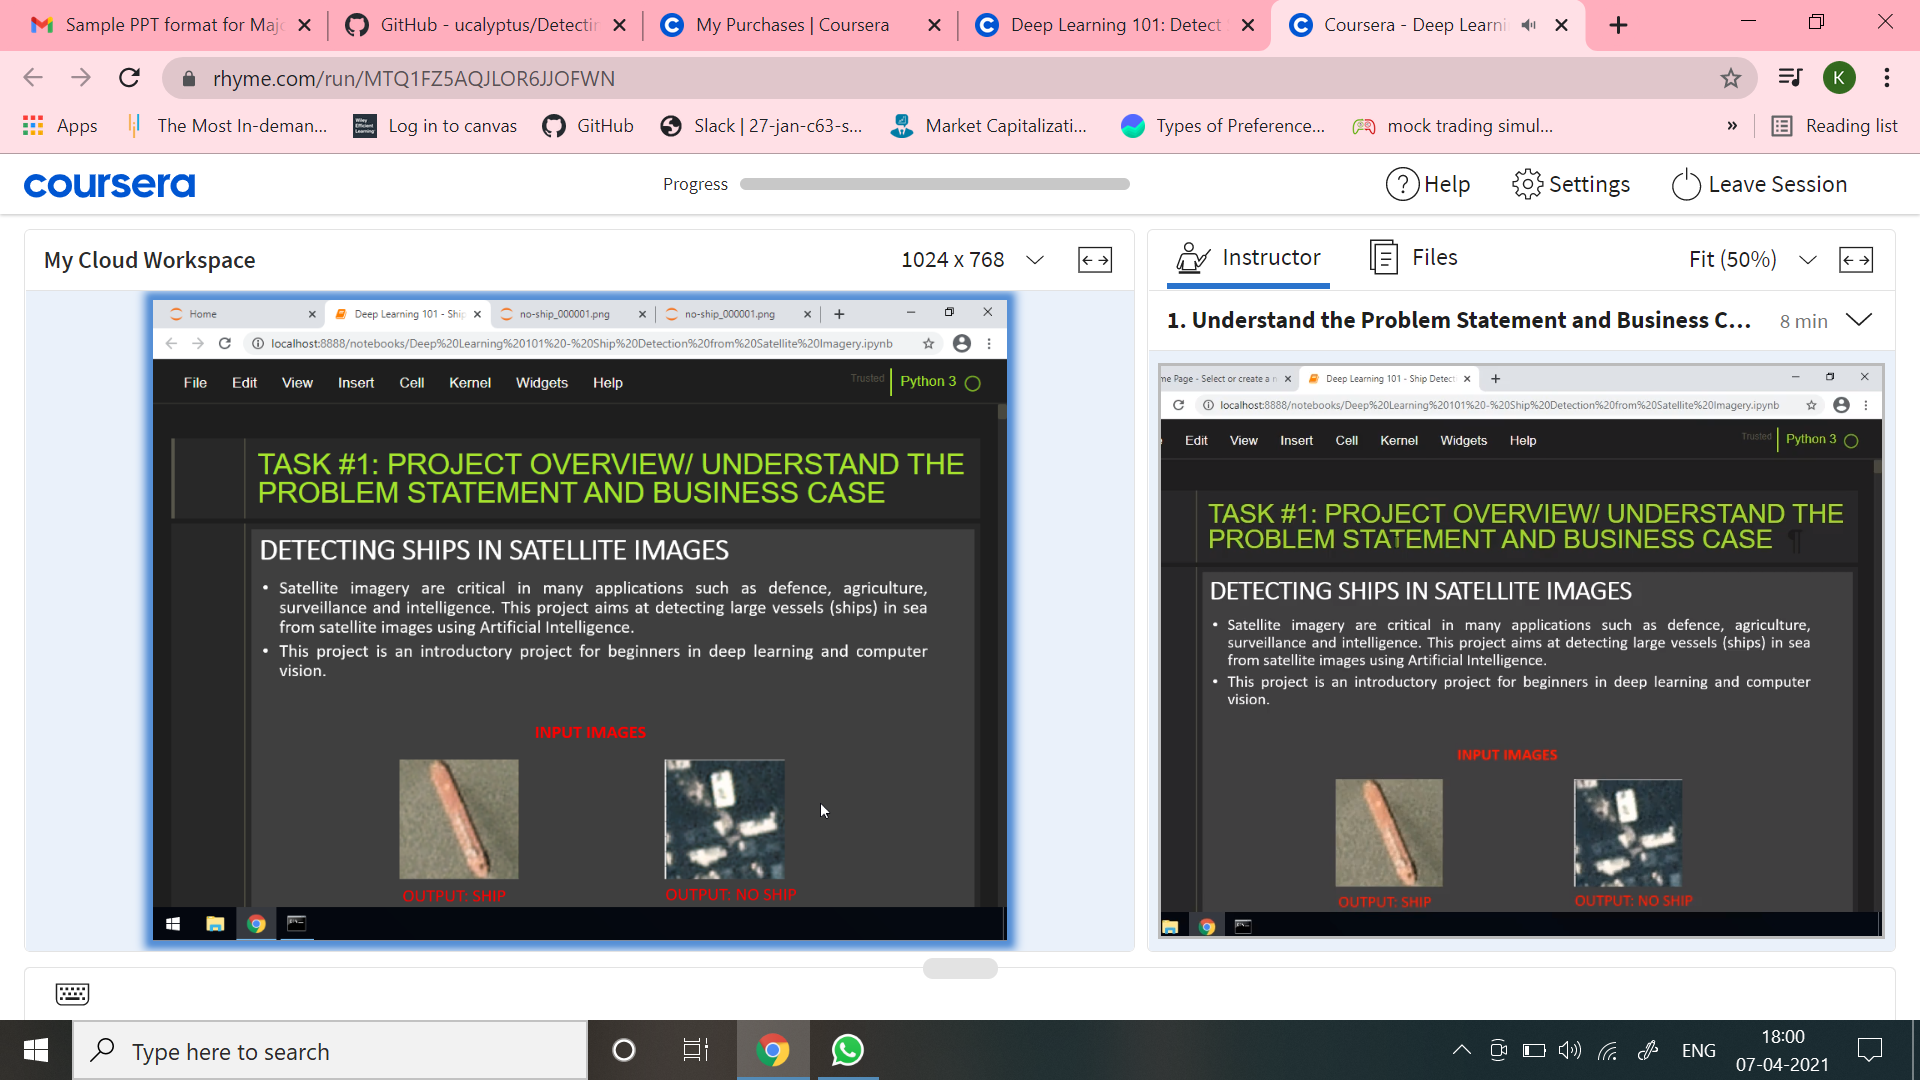 Sample PPT format for Majo
GitHub - ucalyptus/Detectin
My Purchases | Coursera
Deep Learning 101: Detect
Coursera - Deep Learni
rhyme.com/run/MTQ1FZ5AQJLOR6JJOFWN
K
Apps
The Most In-deman...
Log in to canvas
GitHub
Slack | 27-jan-c63-s...
Market Capitalizati...
Types of Preference...
mock trading simul...
»
Reading list
coursera
Progress
Help
Settings
Leave Session
My Cloud Workspace
1024 x 768
Instructor
Files
Fit (50%)
1. Understand the Problem Statement and Business C...
8 min
Home
Deep Learning 101 - Ship
no-ship_000001.png
no-ship_000001.png
localhost:8888/notebooks/Deep%20Learning%20101%20-%20Ship%20Detection%20from%20Satellite%20Imagery.ipynb
File Edit View Insert Cell Kernel Widgets Help
Trusted
Python 3
TASK #1: PROJECT OVERVIEW/ UNDERSTAND THE
PROBLEM STATEMENT AND BUSINESS CASE
DETECTING SHIPS IN SATELLITE IMAGES
• Satellite imagery are critical in many applications such as defence, agriculture,
surveillance and intelligence. This project aims at detecting large vessels (ships) in sea
from satellite images using Artificial Intelligence.
• This project is an introductory project for beginners in deep learning and computer
vision.
INPUT IMAGES
OUTPUT: SHIP
OUTPUT: NO SHIP
me Page - Select or create a n
Deep Learning 101 - Ship Detect
localhost:8888/notebooks/Deep%20Learning%20101%20-%20Ship%20Detection%20from%20Satellite%20Imagery.ipynb
Edit View Insert Cell Kernel Widgets Help
Trusted
Python 3
TASK #1: PROJECT OVERVIEW/ UNDERSTAND THE
PROBLEM STATEMENT AND BUSINESS CASE ¶
DETECTING SHIPS IN SATELLITE IMAGES
• Satellite imagery are critical in many applications such as defence, agriculture,
surveillance and intelligence. This project aims at detecting large vessels (ships) in sea
from satellite images using Artificial Intelligence.
• This project is an introductory project for beginners in deep learning and computer
vision.
INPUT IMAGES
OUTPUT: SHIP
OUTPUT: NO SHIP
Type here to search
ENG
18:00
07-04-2021